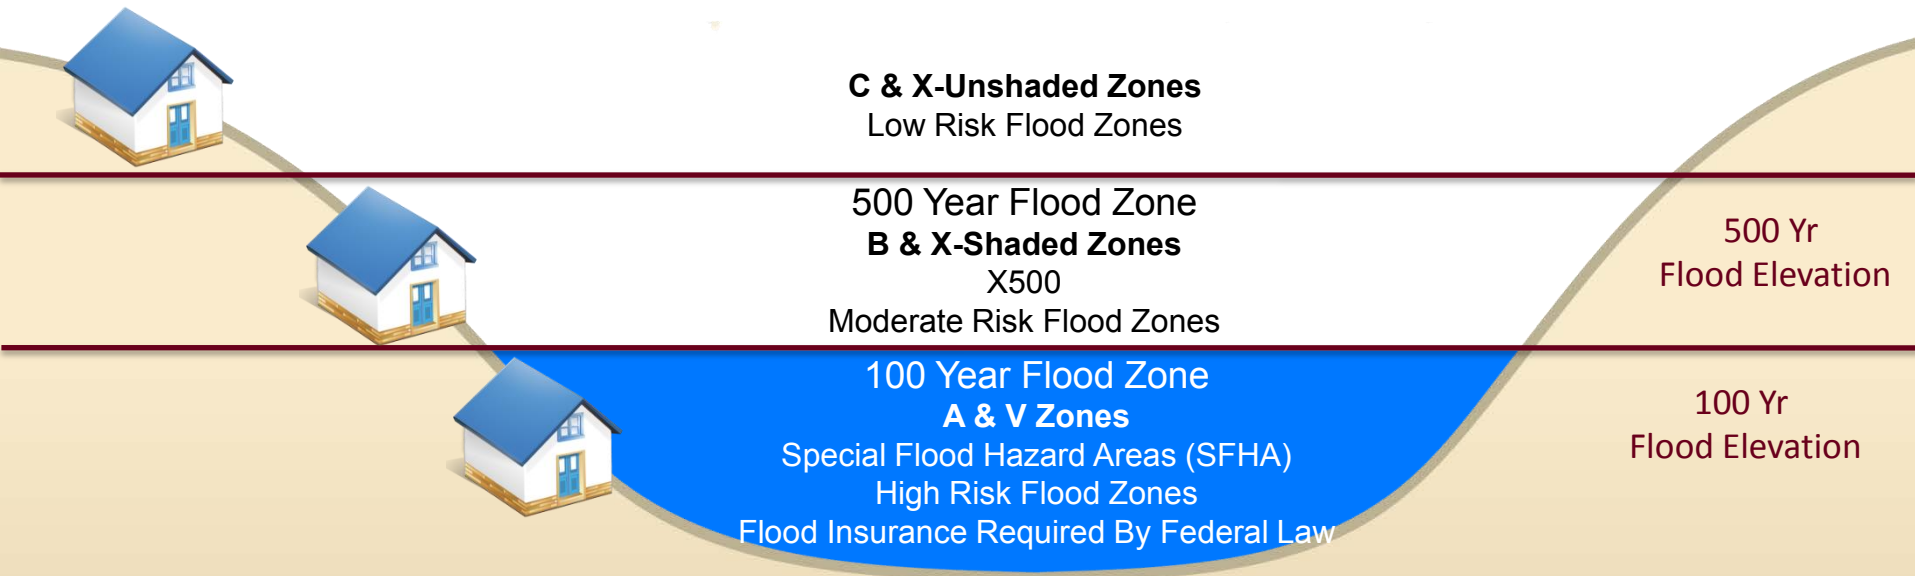 C & X-Unshaded Zones
Low Risk Flood Zones
500 Year Flood Zone
B & X-Shaded Zones
X500
Moderate Risk Flood Zones
500 Yr
Flood Elevation
100 Year Flood Zone
A & V Zones
Special Flood Hazard Areas (SFHA)
High Risk Flood Zones
Flood Insurance Required By Federal Law
100 Yr
Flood Elevation